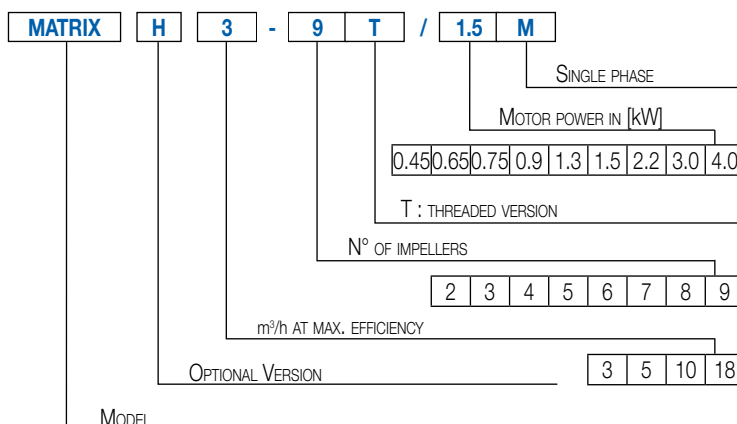 MATRIX H 3 - 9 T / 1.5 M
SINGLE PHASE
MOTOR POWER IN [kW]
0.45 0.65 0.75 0.9 1.3 1.5 2.2 3.0 4.0
T : THREADED VERSION
N° OF IMPELLERS
2 3 4 5 6 7 8 9
m³/h AT MAX. EFFICIENCY
3 5 10 18
OPTIONAL VERSION
MODEL